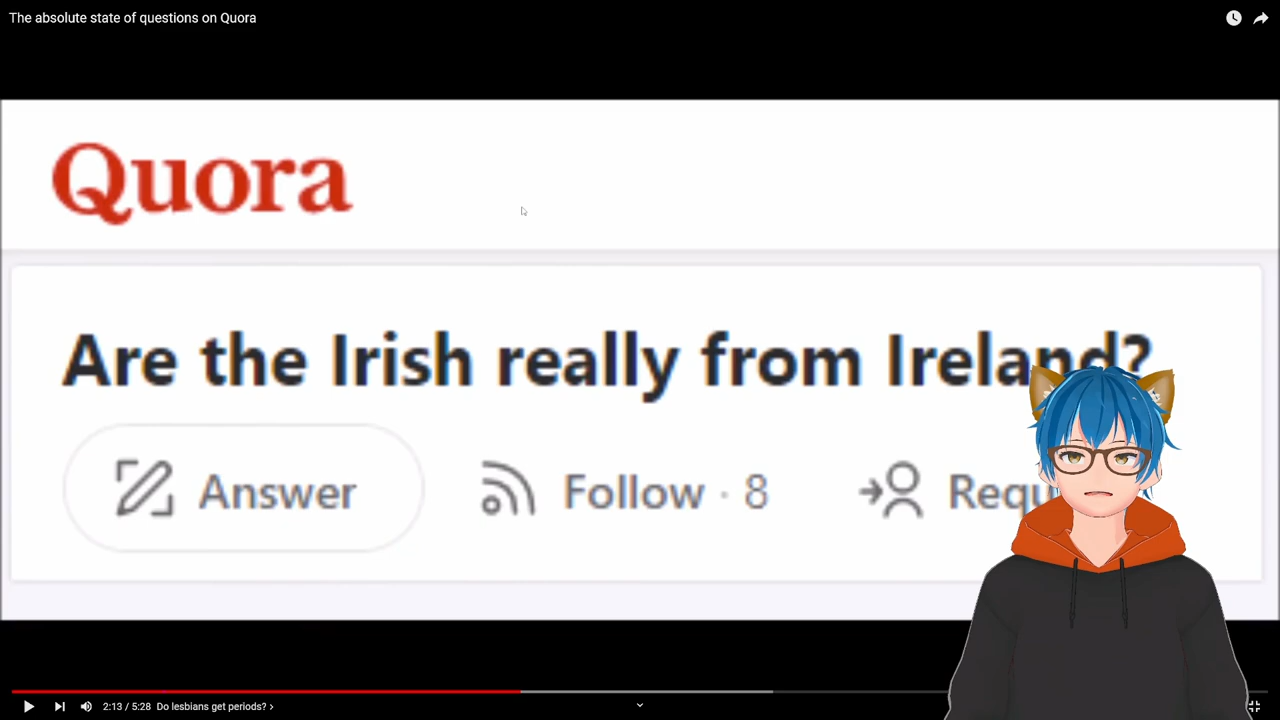 The absolute state of questions on Quora
Quora
Are the Irish really from Ireland?
Answer
Follow · 8
2:13 / 5:28 Do lesbians get periods? >